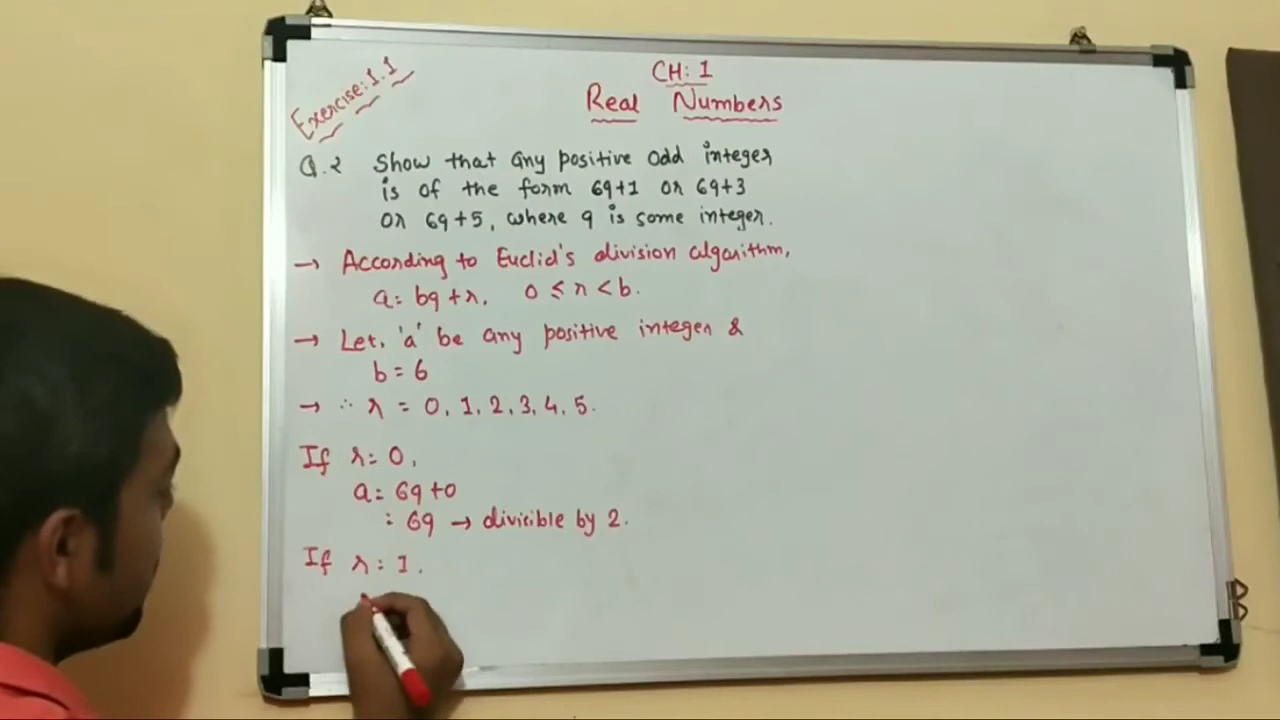 Exercise: 1.1
CH: 1
Real Numbers
Q.2 Show that any positive odd integer
is of the form 6q+1 or 6q+3
or 6q+5, where q is some integer.
→ According to Euclid's division algorithm,
a = bq + r, 0 ≤ r < b.
→ Let, 'a' be any positive integer &
b = 6
→ ∴ r = 0, 1, 2, 3, 4, 5.
If r = 0,
a = 6q + 0
= 6q → divicible by 2.
If r = 1.